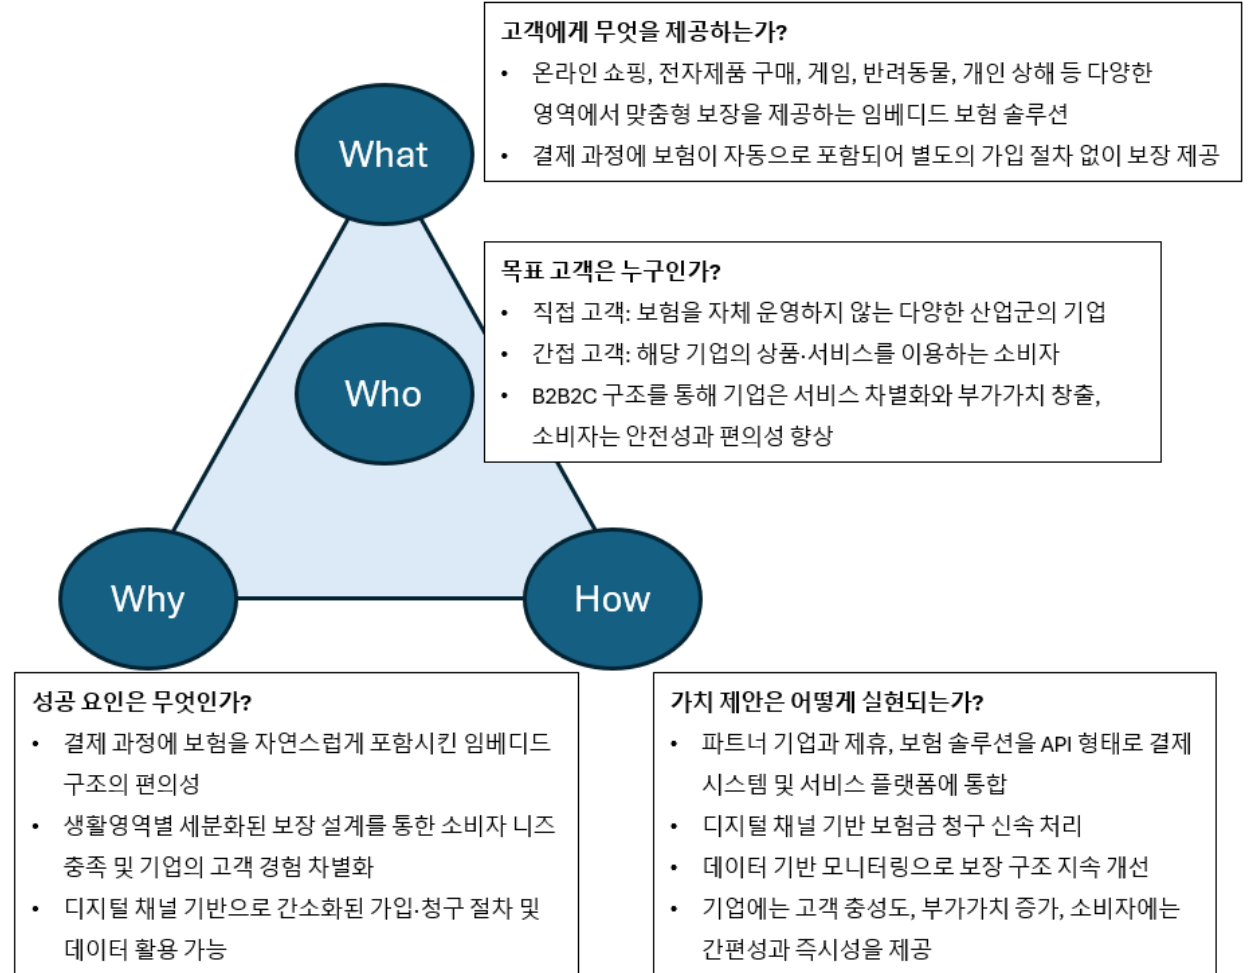 고객에게 무엇을 제공하는가?
• 온라인 쇼핑, 전자제품 구매, 게임, 반려동물, 개인 상해 등 다양한
영역에서 맞춤형 보장을 제공하는 임베디드 보험 솔루션
• 결제 과정에 보험이 자동으로 포함되어 별도의 가입 절차 없이 보장 제공
What
목표 고객은 누구인가?
• 직접 고객: 보험을 자체 운영하지 않는 다양한 산업군의 기업
• 간접 고객: 해당 기업의 상품·서비스를 이용하는 소비자
• B2B2C 구조를 통해 기업은 서비스 차별화와 부가가치 창출,
소비자는 안전성과 편의성 향상
Who
Why
How
성공 요인은 무엇인가?
• 결제 과정에 보험을 자연스럽게 포함시킨 임베디드
구조의 편의성
• 생활영역별 세분화된 보장 설계를 통한 소비자 니즈
충족 및 기업의 고객 경험 차별화
• 디지털 채널 기반으로 간소화된 가입·청구 절차 및
데이터 활용 가능
가치 제안은 어떻게 실현되는가?
• 파트너 기업과 제휴, 보험 솔루션을 API 형태로 결제
시스템 및 서비스 플랫폼에 통합
• 디지털 채널 기반 보험금 청구 신속 처리
• 데이터 기반 모니터링으로 보장 구조 지속 개선
• 기업에는 고객 충성도, 부가가치 증가, 소비자에는
간편성과 즉시성을 제공